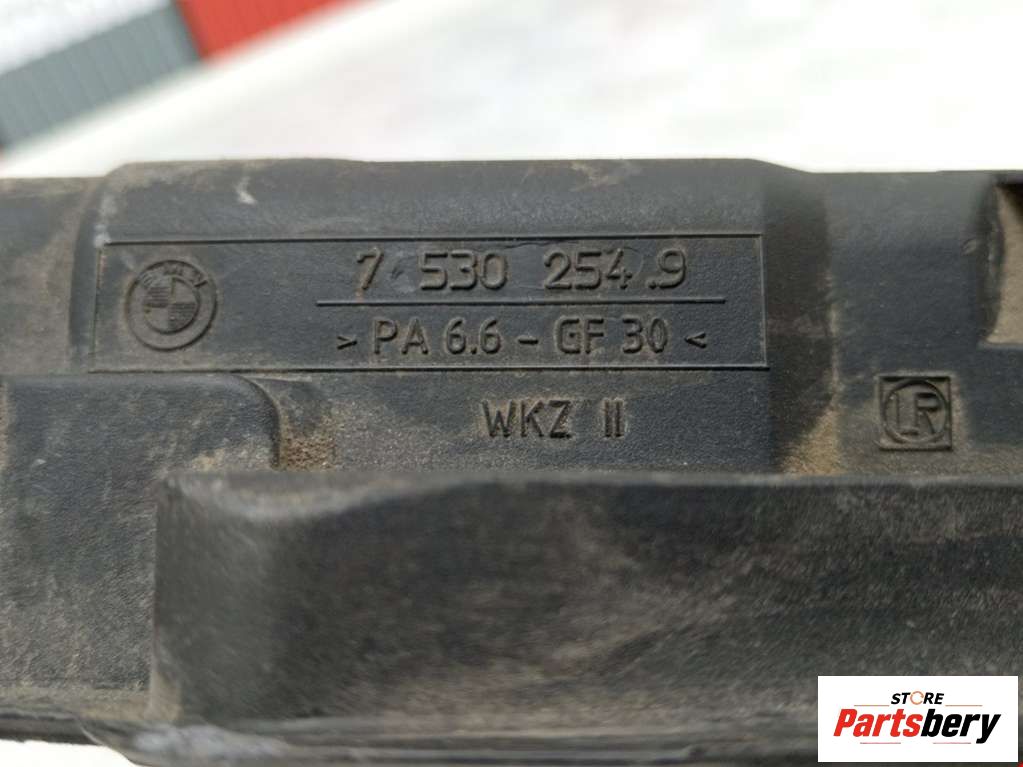 7 530 254.9
> PA 6.6 - GF 30 <
WKZ II
LR
STORE
Partsbery